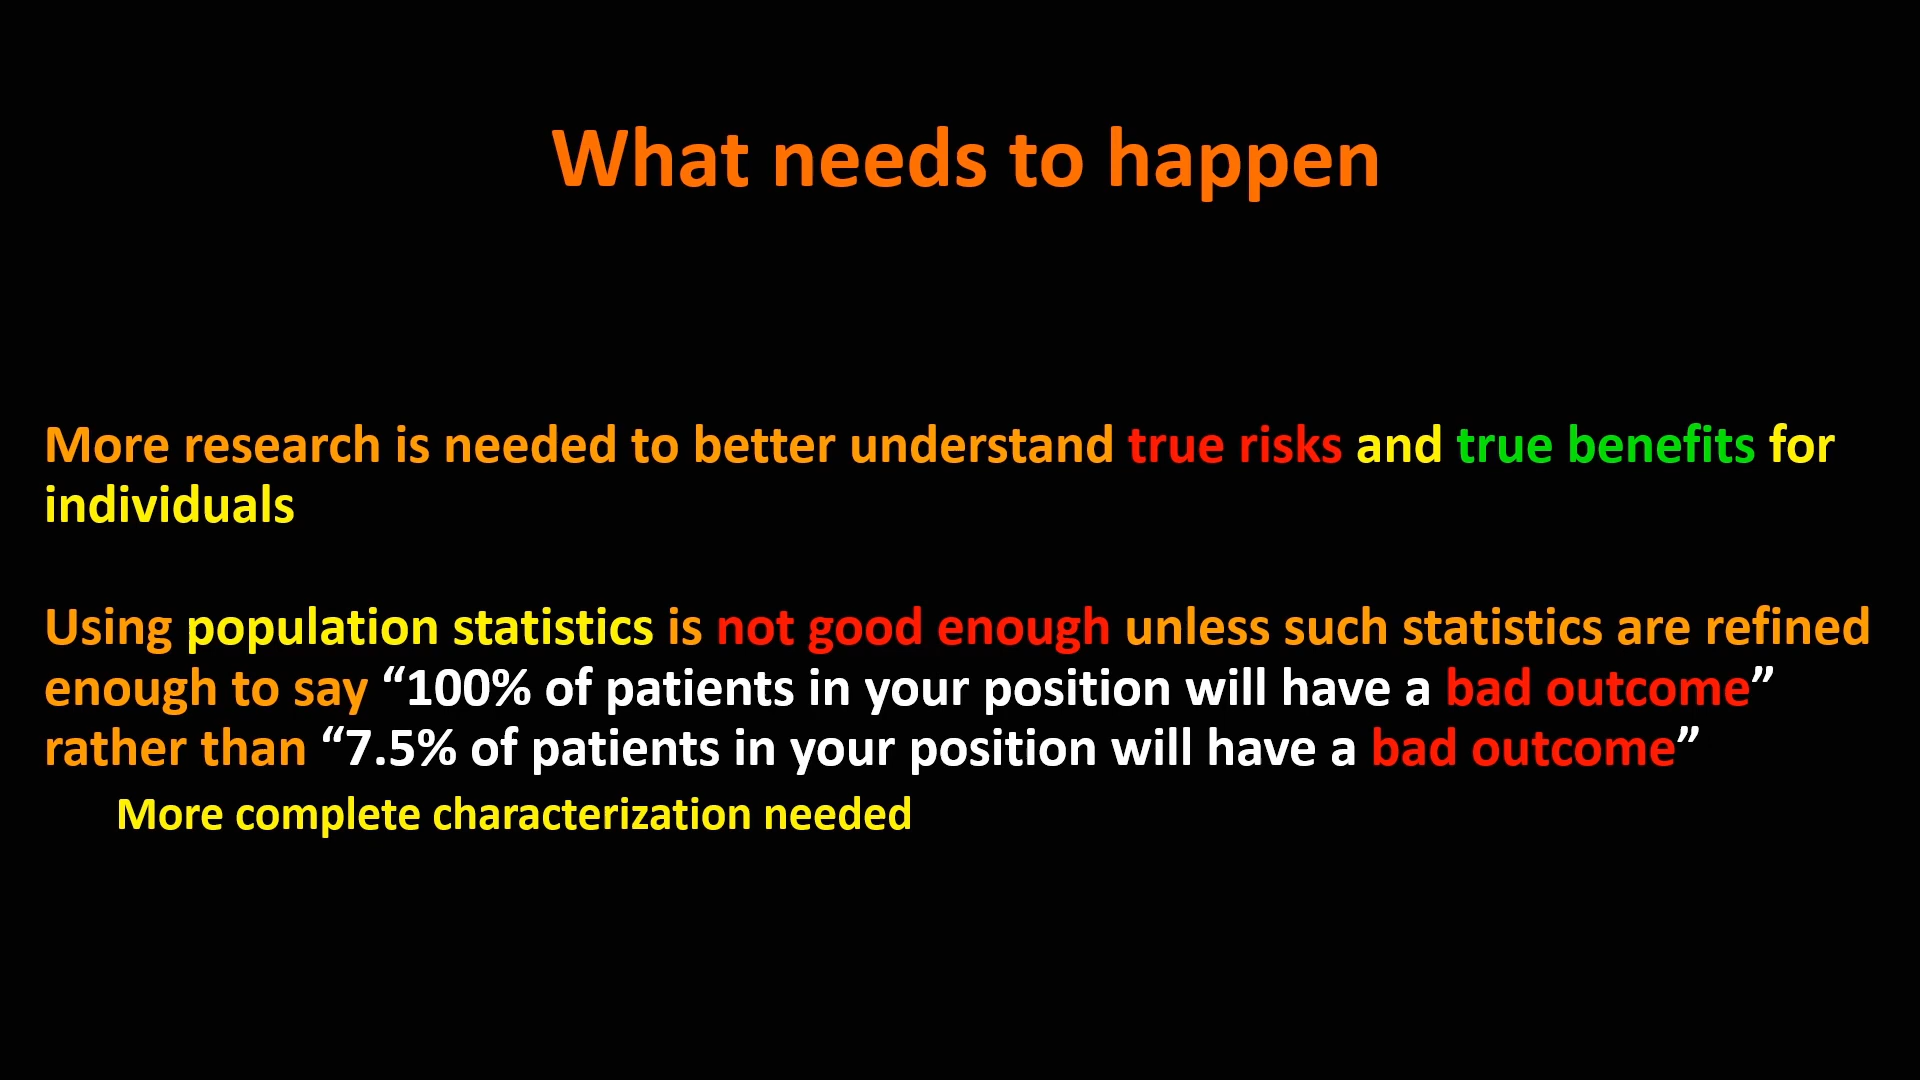 What needs to happen
More research is needed to better understand true risks and true benefits for
individuals
Using population statistics is not good enough unless such statistics are refined
enough to say “100% of patients in your position will have a bad outcome”
rather than “7.5% of patients in your position will have a bad outcome”
More complete characterization needed